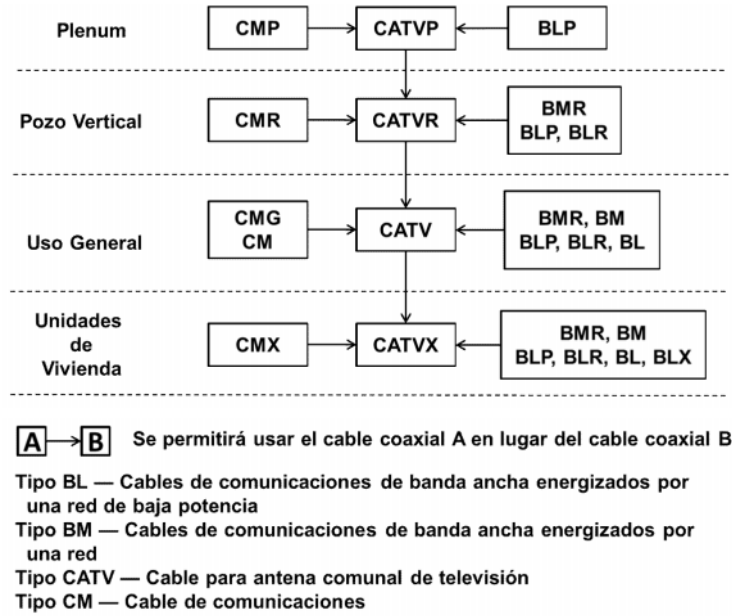 Plenum CMP CATVP BLP
Pozo Vertical CMR CATVR BMR
BLP, BLR
Uso General CMG
CM CATV BMR, BM
BLP, BLR, BL
Unidades
de
Vivienda CMX CATVX BMR, BM
BLP, BLR, BL, BLX
A B Se permitirá usar el cable coaxial A en lugar del cable coaxial B
Tipo BL — Cables de comunicaciones de banda ancha energizados por
una red de baja potencia
Tipo BM — Cables de comunicaciones de banda ancha energizados por
una red
Tipo CATV — Cable para antena comunal de televisión
Tipo CM — Cable de comunicaciones